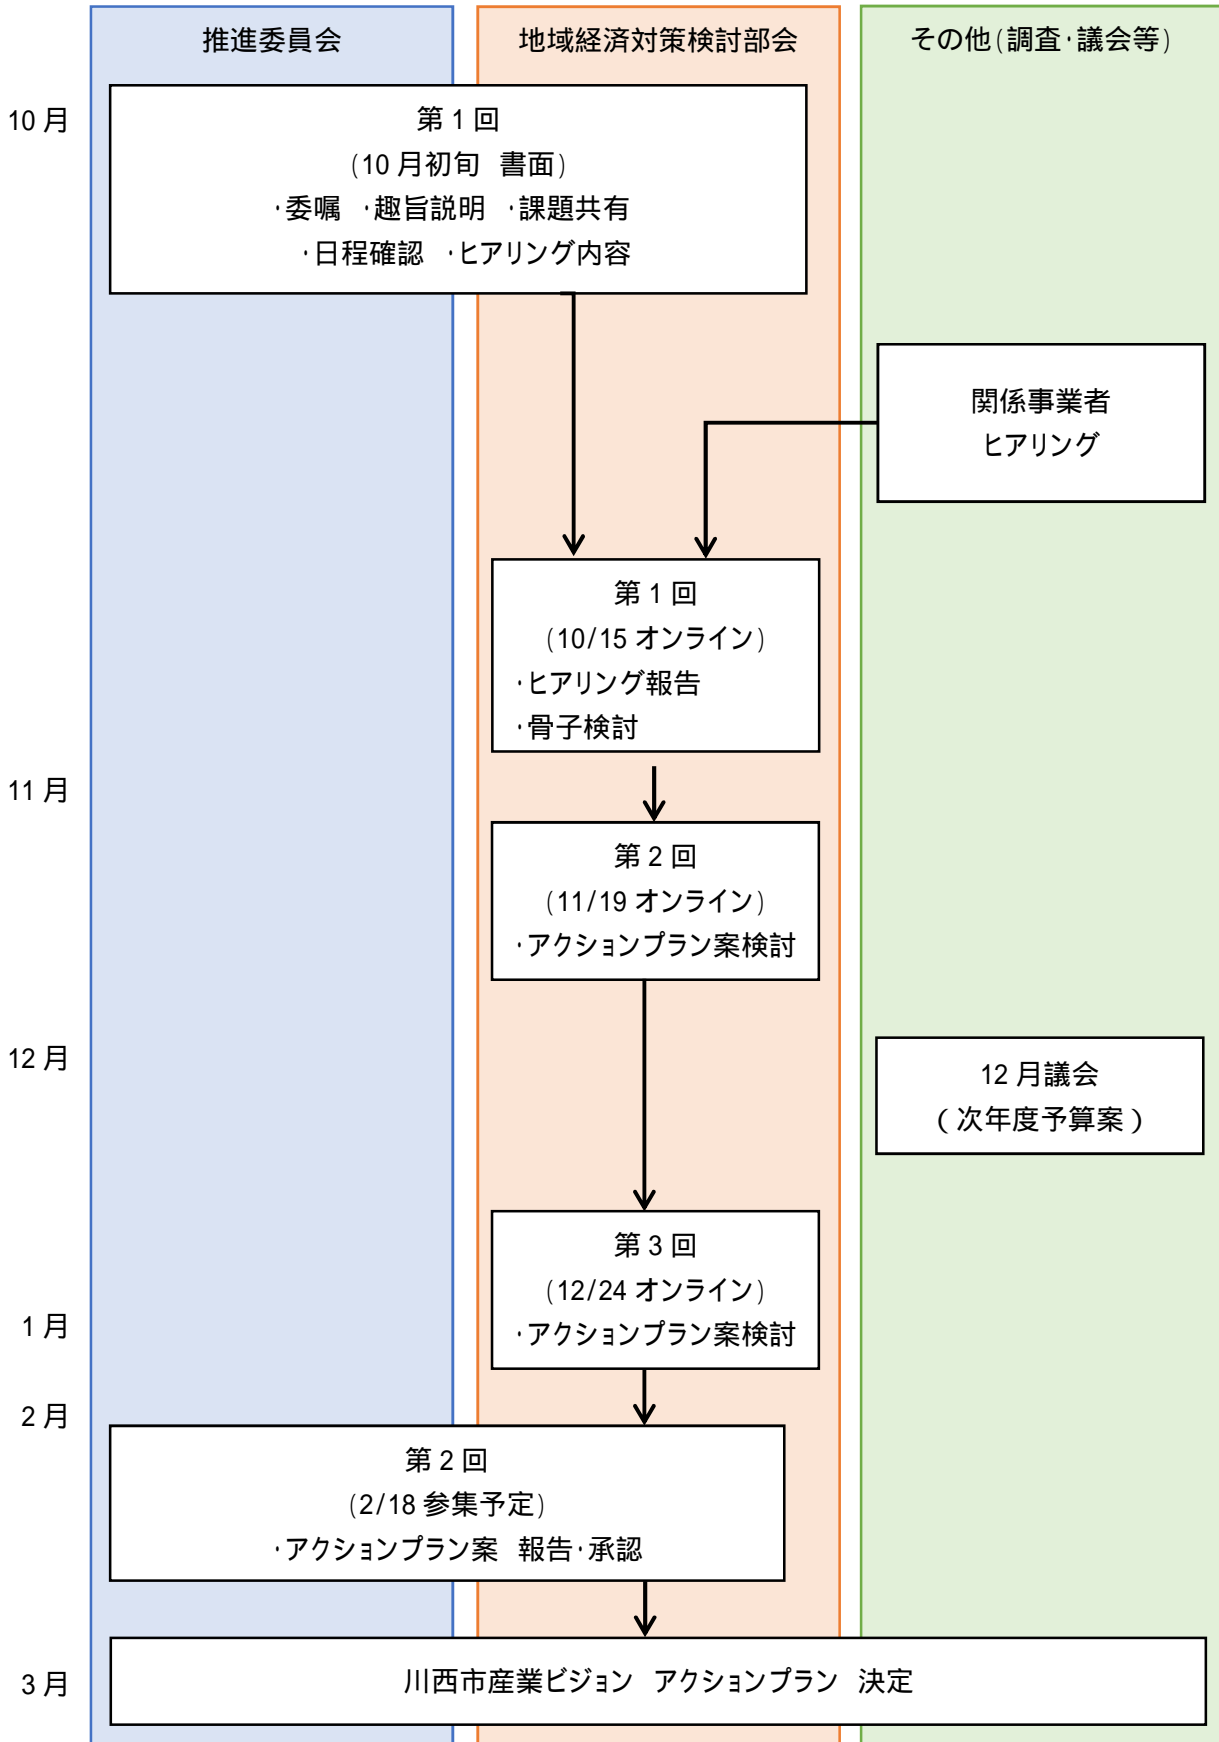 推進委員会
地域経済対策検討部会
その他(調査・議会等)
10月
第1回
(10月初旬 書面)
・委嘱 ・趣旨説明 ・課題共有
・日程確認 ・ヒアリング内容
関係事業者
ヒアリング
第1回
(10/15 オンライン)
・ヒアリング報告
・骨子検討
11月
第2回
(11/19 オンライン)
・アクションプラン案検討
12月
12月議会
(次年度予算案)
第3回
(12/24 オンライン)
・アクションプラン案検討
1月
2月
第2回
(2/18 参集予定)
・アクションプラン案 報告・承認
3月
川西市産業ビジョン アクションプラン 決定